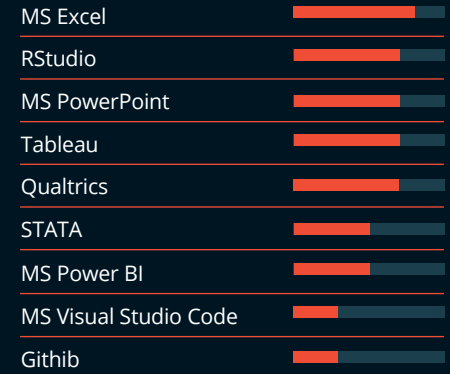 MS Excel
RStudio
MS PowerPoint
Tableau
Qualtrics
STATA
MS Power BI
MS Visual Studio Code
Githib